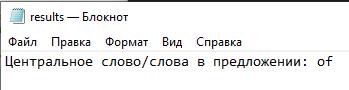 results — Блокнот
Файл Правка Формат Вид Справка
Центральное слово/слова в предложении: of